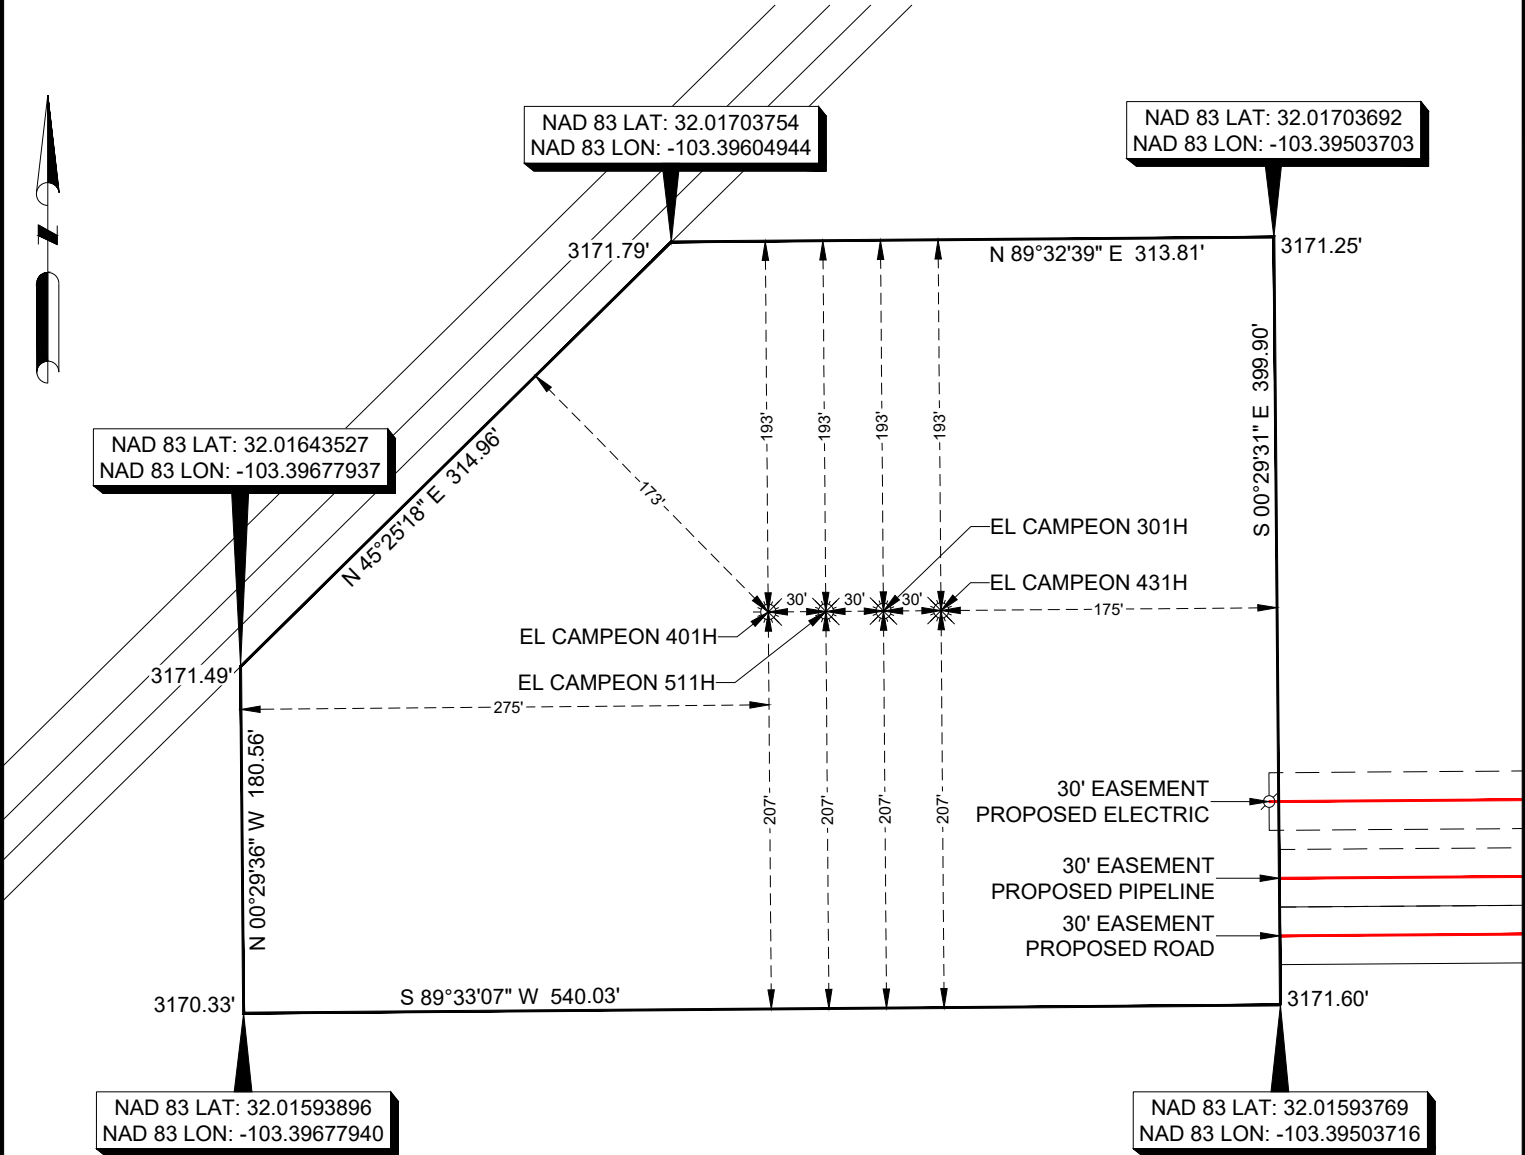 NAD 83 LAT: 32.01703754
NAD 83 LON: -103.39604944
NAD 83 LAT: 32.01703692
NAD 83 LON: -103.39503703
N
3171.79'
N 89°32'39" E 313.81'
3171.25'
S 00°29'31" E 399.90'
193'
193'
193'
193'
NAD 83 LAT: 32.01643527
NAD 83 LON: -103.39677937
N 45°25'18" E 314.96'
173'
EL CAMPEON 301H
EL CAMPEON 431H
30'
30'
30'
175'
EL CAMPEON 401H
EL CAMPEON 511H
3171.49'
275'
N 00°29'36" W 180.56'
207'
207'
207'
207'
30' EASEMENT
PROPOSED ELECTRIC
30' EASEMENT
PROPOSED PIPELINE
30' EASEMENT
PROPOSED ROAD
3170.33'
S 89°33'07" W 540.03'
3171.60'
NAD 83 LAT: 32.01593896
NAD 83 LON: -103.39677940
NAD 83 LAT: 32.01593769
NAD 83 LON: -103.39503716